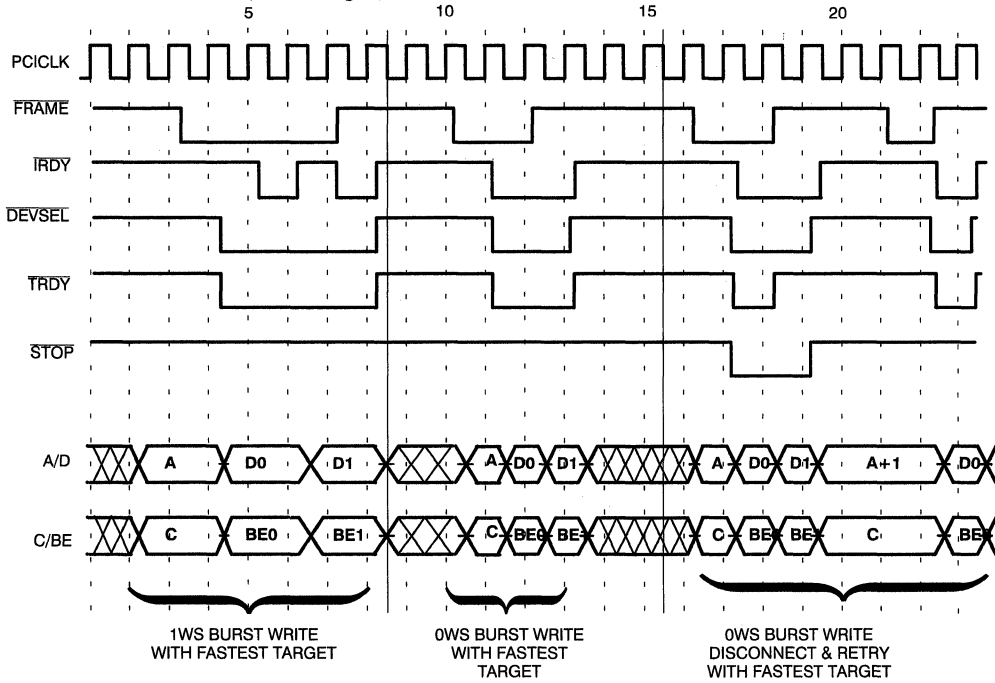 5 10 15 20
PCICLK
FRAME
IRDY
DEVSEL
TRDY
STOP
A/D A D0 D1 A D0 D1 A D0 D1 A+1 D0
C/BE C BE0 BE1 C BE0 BE C BE BE C BE
1WS BURST WRITE
WITH FASTEST TARGET
0WS BURST WRITE
WITH FASTEST
TARGET
0WS BURST WRITE
DISCONNECT & RETRY
WITH FASTEST TARGET